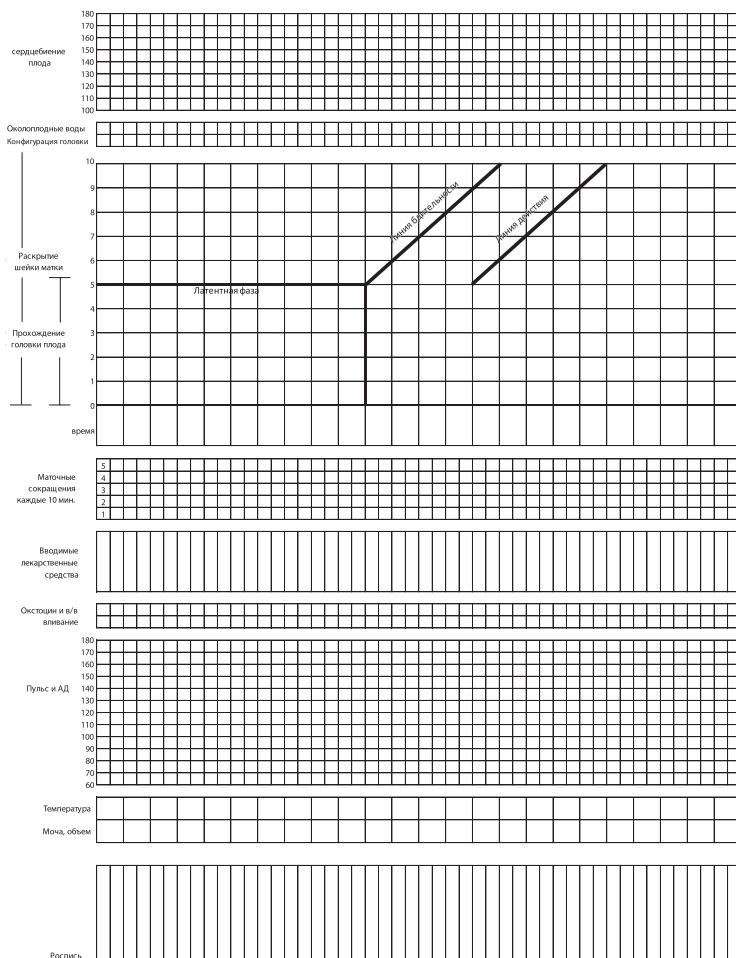 180
170
160
150
140
130
120
110
100
сердцебиение
плода
Околоплодные воды
Конфигурация головки
10
9
8
7
6
5
4
3
2
1
0
Линия бдительности
Линия действия
Латентная фаза
Раскрытие
шейки матки
Прохождение
головки плода
время
Маточные
сокращения
каждые 10 мин.
5
4
3
2
1
Вводимые
лекарственные
средства
Окстоцин и в/в
вливание
180
170
160
150
140
130
120
110
100
90
80
70
60
Пульс и АД
Температура
Моча, объем
Роспись